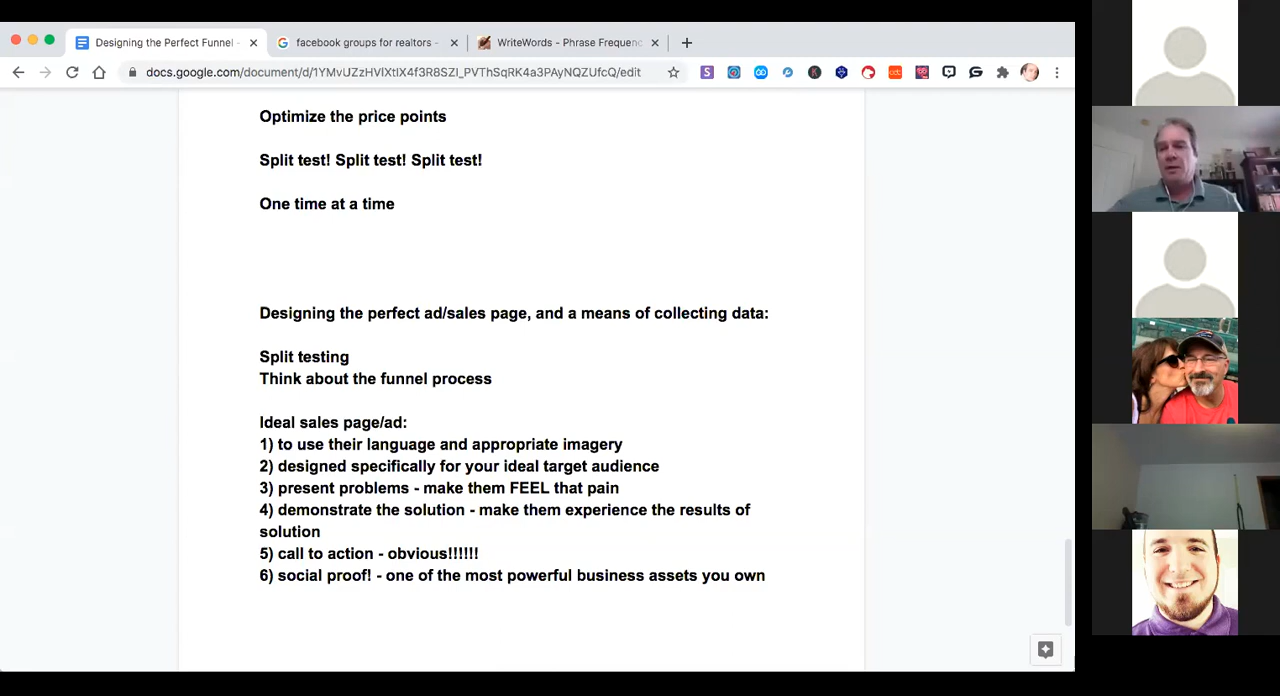 Designing the Perfect Funnel -
facebook groups for realtors -
WriteWords - Phrase Frequenc
docs.google.com/document/d/1YMvUZzHVlXtlX4f3R8SZI_PVThSqRK4a3PAyNQZUfcQ/edit
Optimize the price points
Split test! Split test! Split test!
One time at a time
Designing the perfect ad/sales page, and a means of collecting data:
Split testing
Think about the funnel process
Ideal sales page/ad:
1) to use their language and appropriate imagery
2) designed specifically for your ideal target audience
3) present problems - make them FEEL that pain
4) demonstrate the solution - make them experience the results of
solution
5) call to action - obvious!!!!!!
6) social proof! - one of the most powerful business assets you own